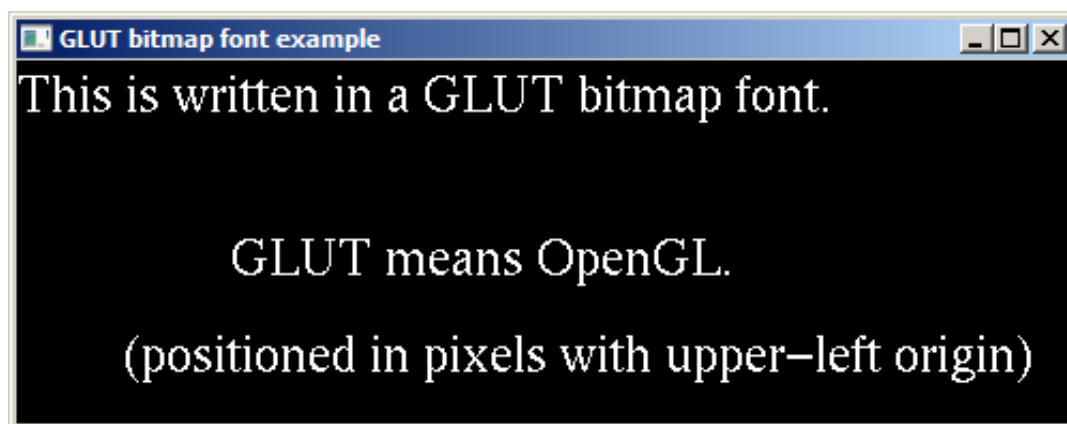 GLUT bitmap font example
This is written in a GLUT bitmap font.
GLUT means OpenGL.
(positioned in pixels with upper−left origin)